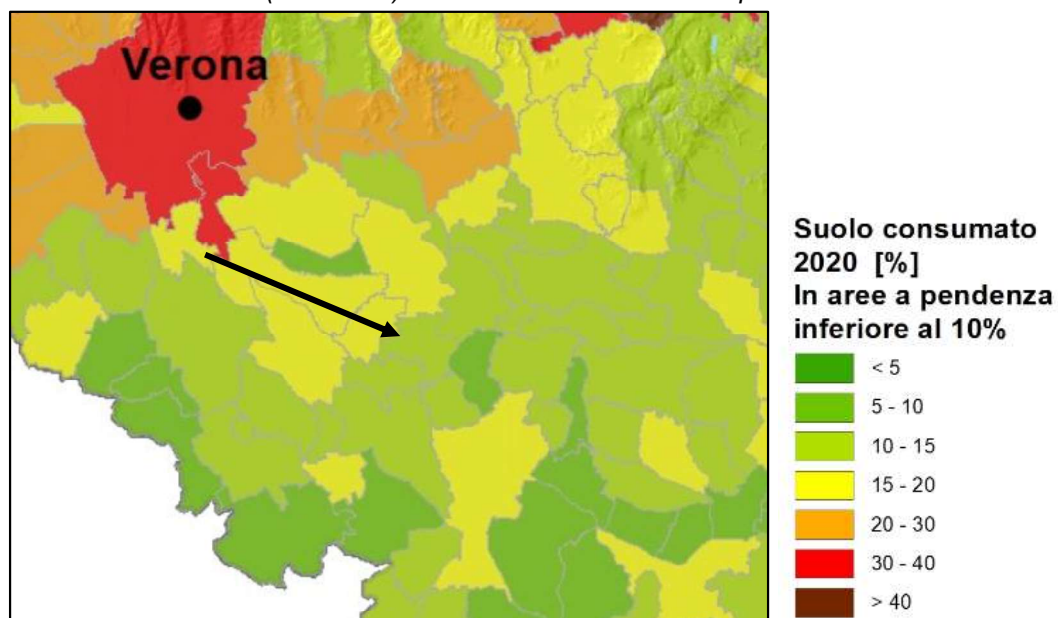 Verona
Suolo consumato
2020 [%]
In aree a pendenza
inferiore al 10%
< 5
5 - 10
10 - 15
15 - 20
20 - 30
30 - 40
> 40